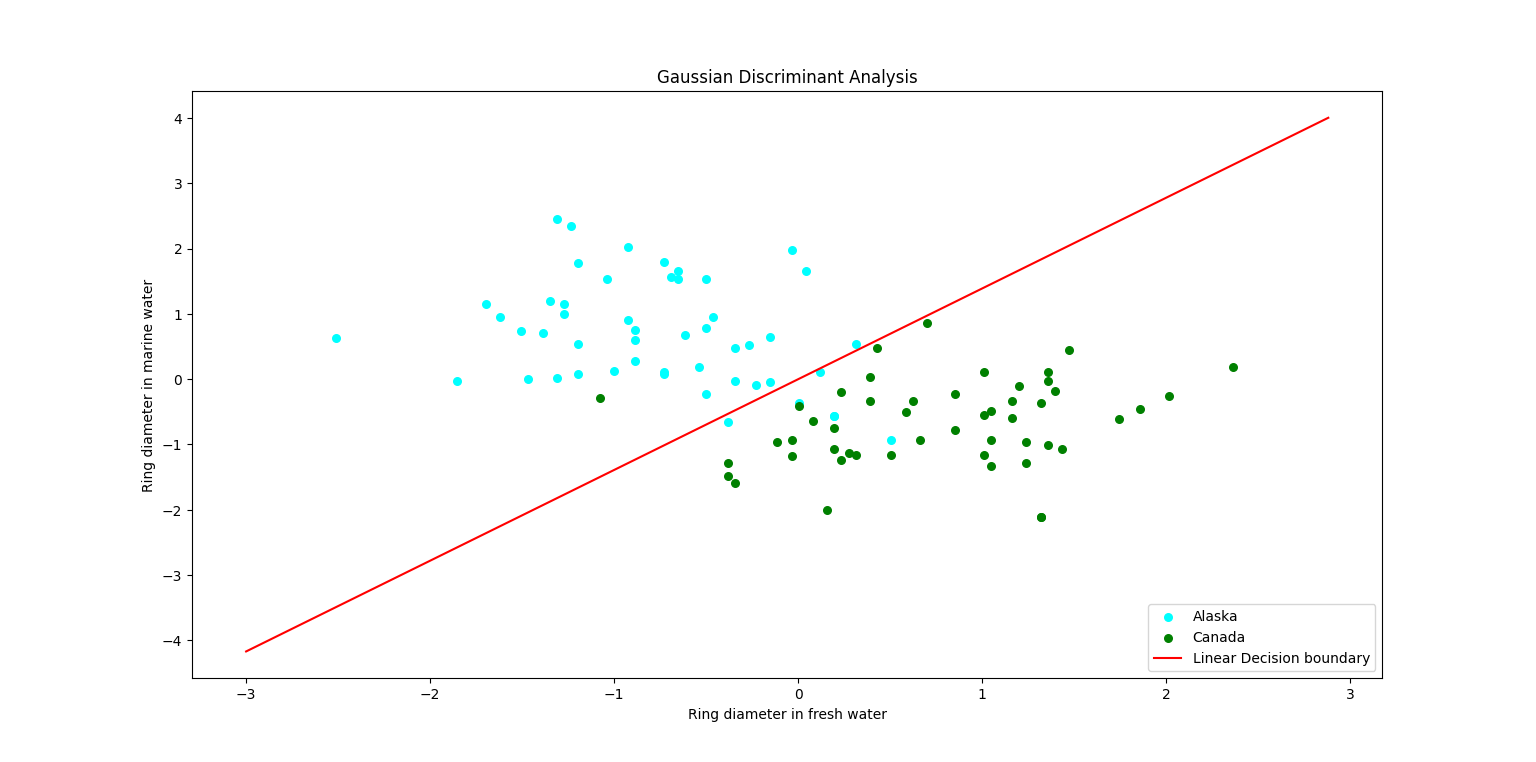 Gaussian Discriminant Analysis
4
3
2
1
0
−1
−2
−3
−4
Ring diameter in marine water
−3
−2
−1
0
1
2
3
Ring diameter in fresh water
Alaska
Canada
Linear Decision boundary